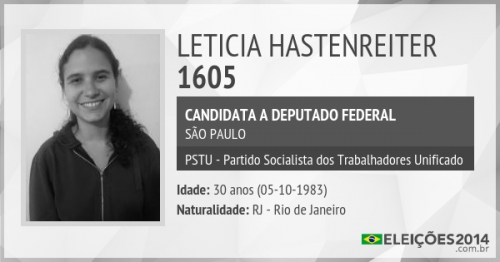 LETICIA HASTENREITER
1605
CANDIDATA A DEPUTADO FEDERAL
SÃO PAULO
PSTU - Partido Socialista dos Trabalhadores Unificado
Idade: 30 anos (05-10-1983)
Naturalidade: RJ - Rio de Janeiro
ELEIÇÕES2014
.com.br